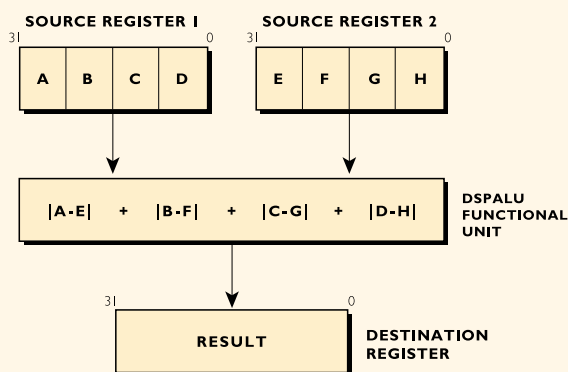 SOURCE REGISTER 1 SOURCE REGISTER 2
31 0 31 0
A B C D E F G H
|A-E| + |B-F| + |C-G| + |D-H|
DSPALU
FUNCTIONAL
UNIT
31 0
RESULT
DESTINATION
REGISTER